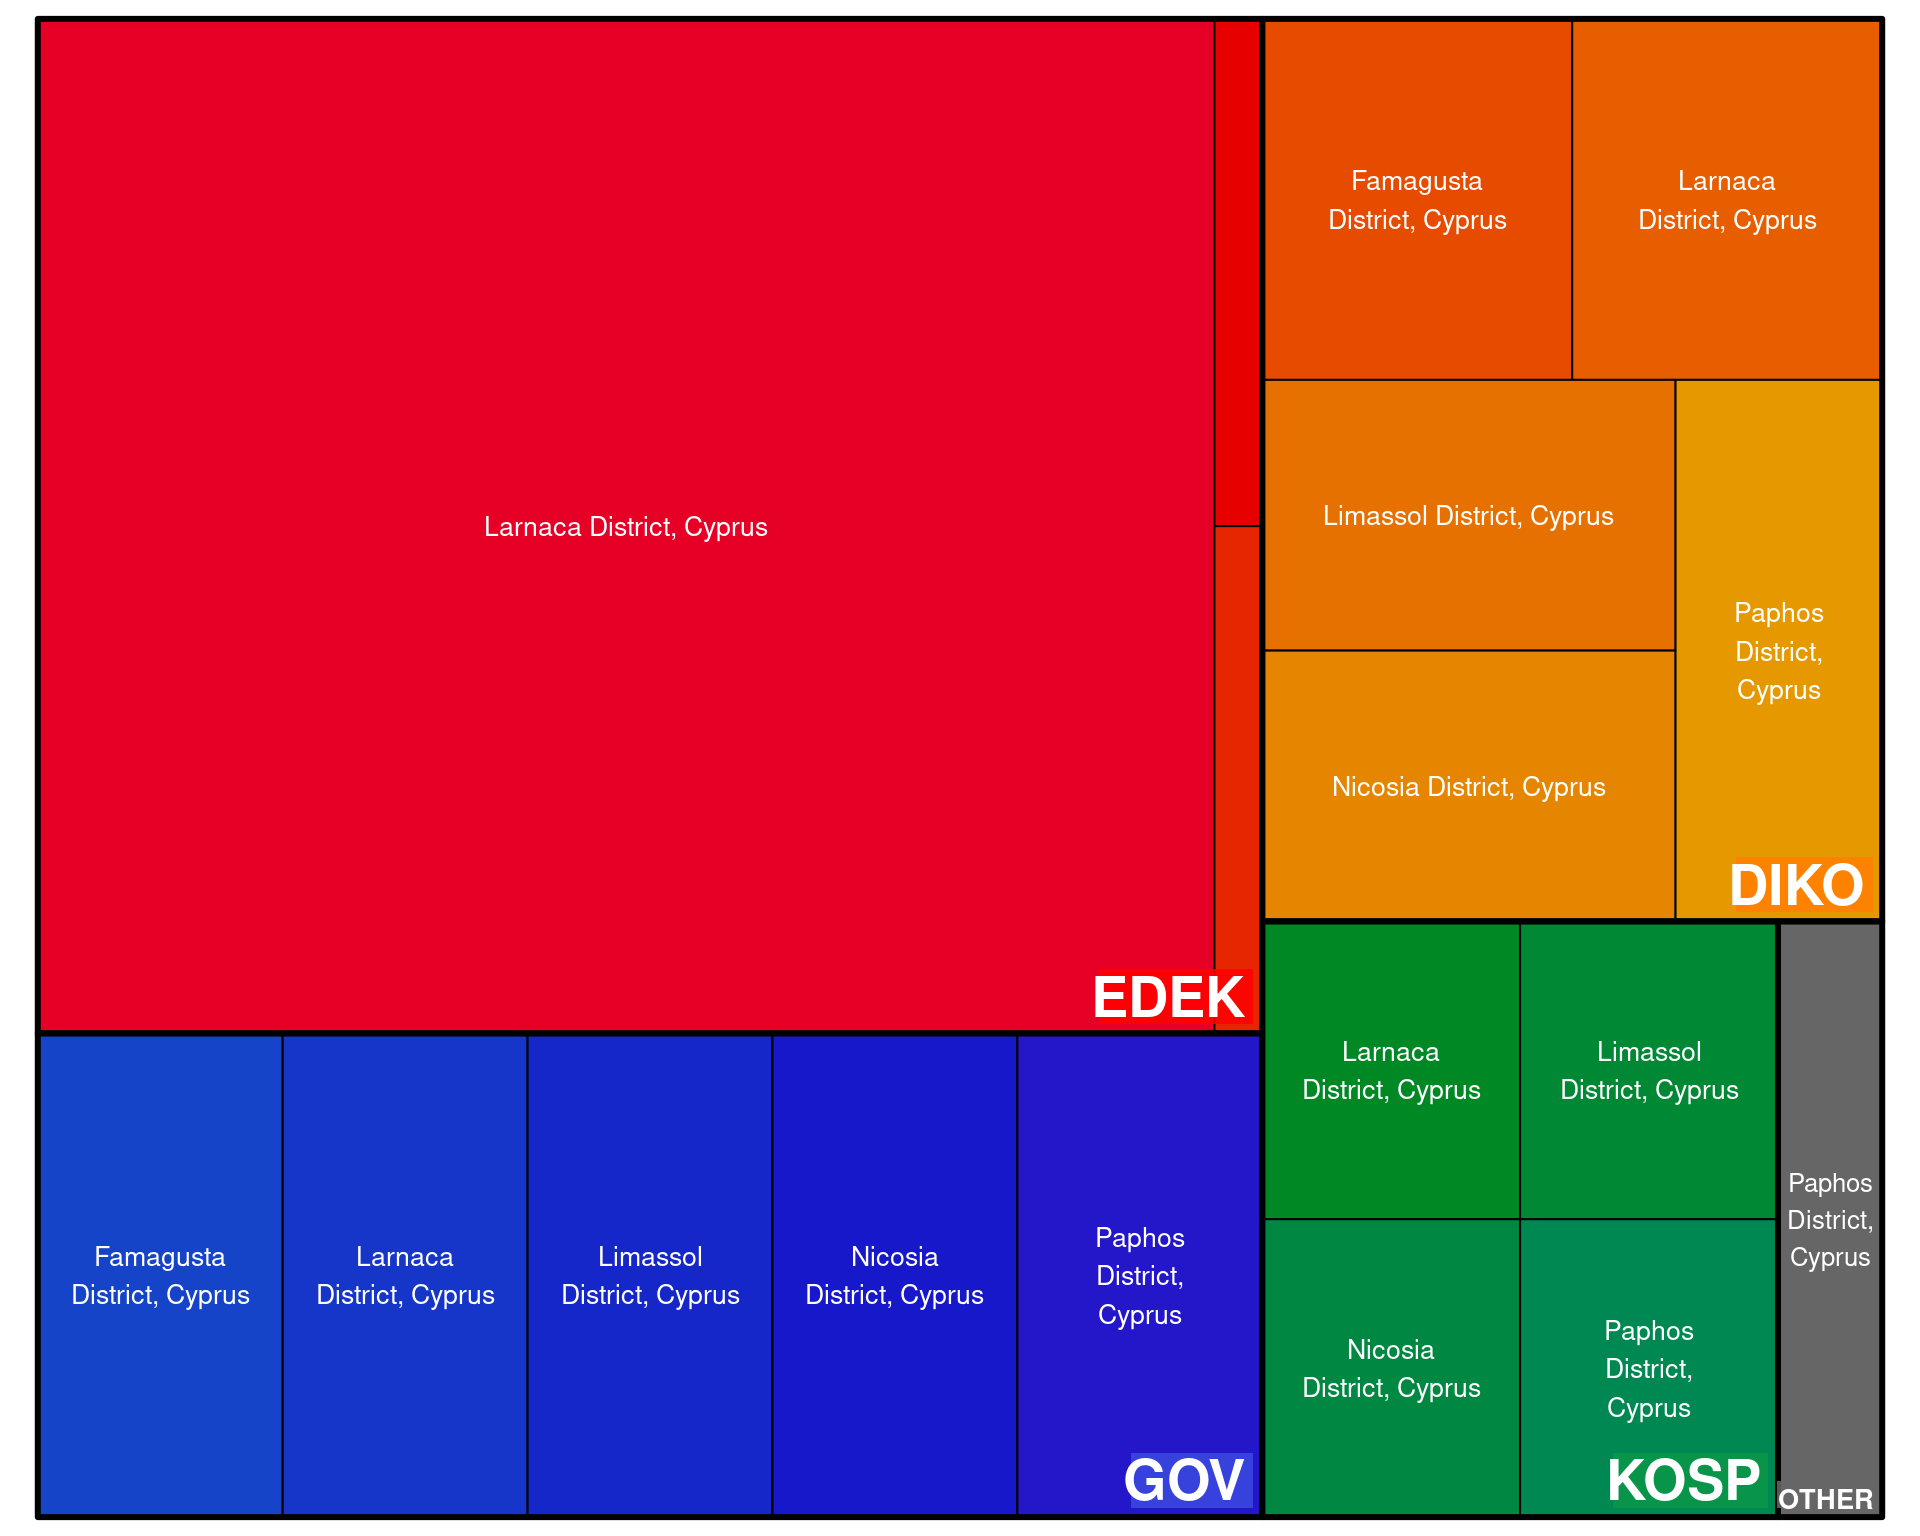 Larnaca District, Cyprus
EDEK
Famagusta
District, Cyprus
Larnaca
District, Cyprus
Limassol District, Cyprus
Nicosia District, Cyprus
Paphos
District,
Cyprus
DIKO
Famagusta
District, Cyprus
Larnaca
District, Cyprus
Limassol
District, Cyprus
Nicosia
District, Cyprus
Paphos
District,
Cyprus
GOV
Larnaca
District, Cyprus
Limassol
District, Cyprus
Nicosia
District, Cyprus
Paphos
District,
Cyprus
KOSP
Paphos
District,
Cyprus
OTHER